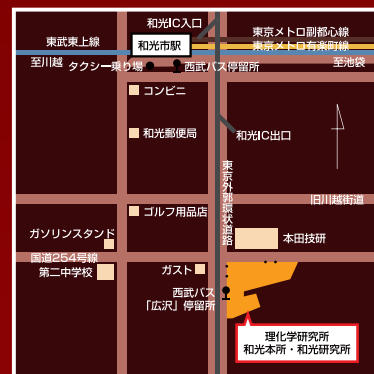 和光IC入口
東京メトロ副都心線
東武東上線
和光市駅
東京メトロ有楽町線
至川越
タクシー乗り場
西武バス停留所
至池袋
コンビニ
和光郵便局
和光IC出口
東京外郭環状道路
旧川越街道
ゴルフ用品店
ガソリンスタンド
本田技研
国道254号線
第二中学校
ガスト
西武バス
「広沢」停留所
理化学研究所
和光本所・和光研究所